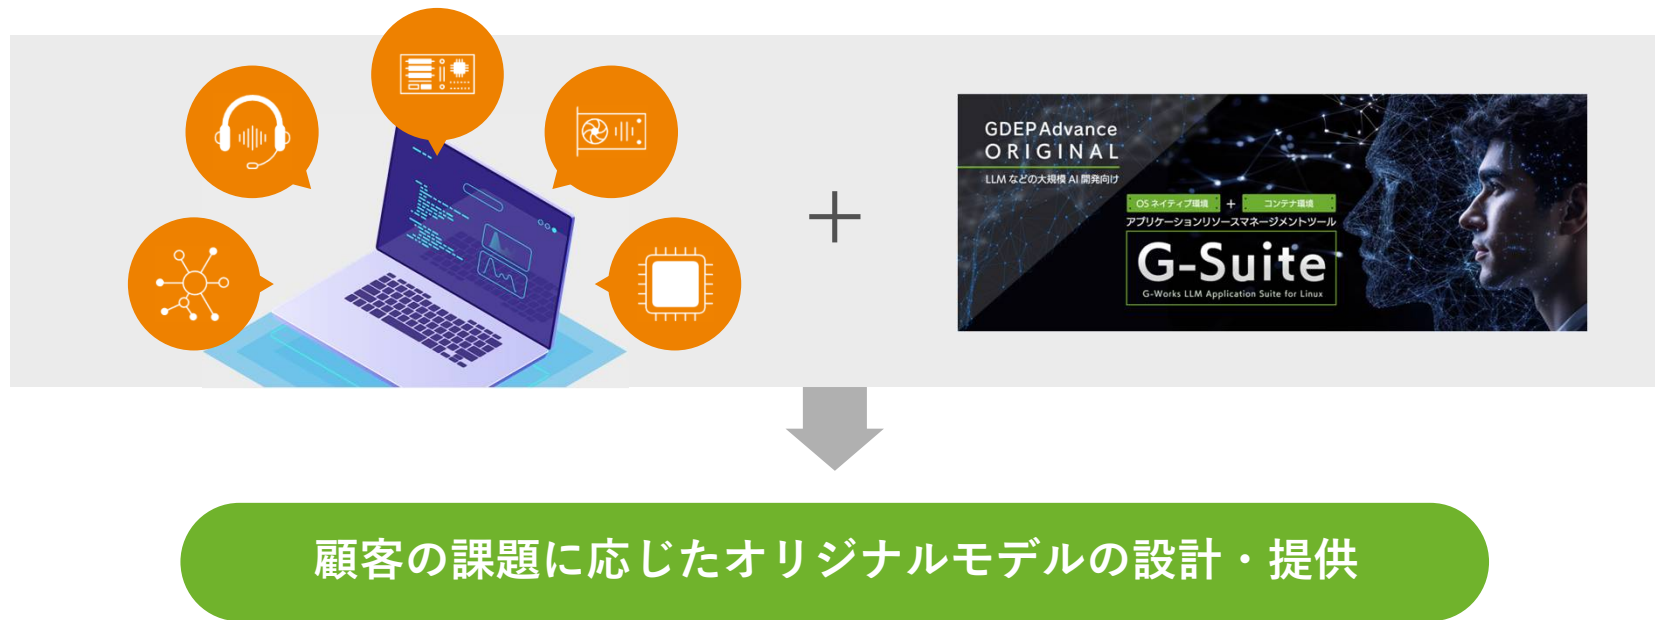 GDEPAdvance
ORIGINAL
LLM などの大規模 AI 開発向け
OS ネイティブ環境 + コンテナ環境
アプリケーションリソースマネージメントツール
G-Suite
G-Works LLM Application Suite for Linux
顧客の課題に応じたオリジナルモデルの設計・提供